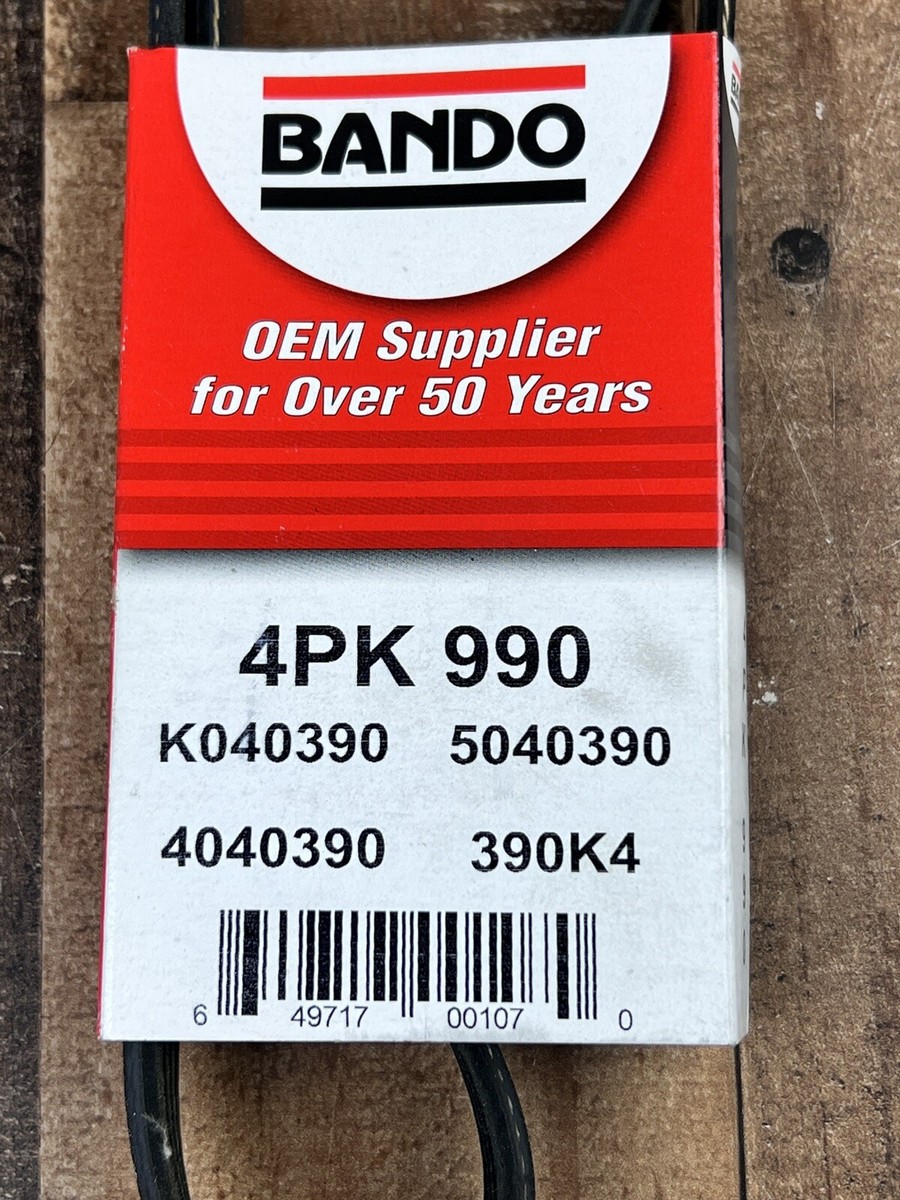 BANDO
OEM Supplier
for Over 50 Years
4PK 990
K040390 5040390
4040390 390K4
6 49717 00107 0